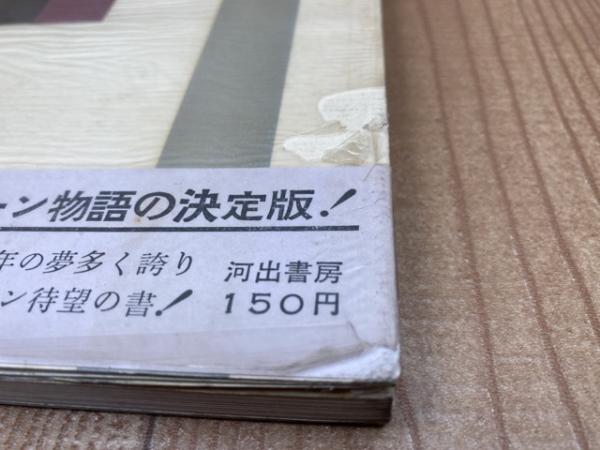 ーン物語の決定版!
年の夢多く誇り
ン待望の書!
河出書房
150円